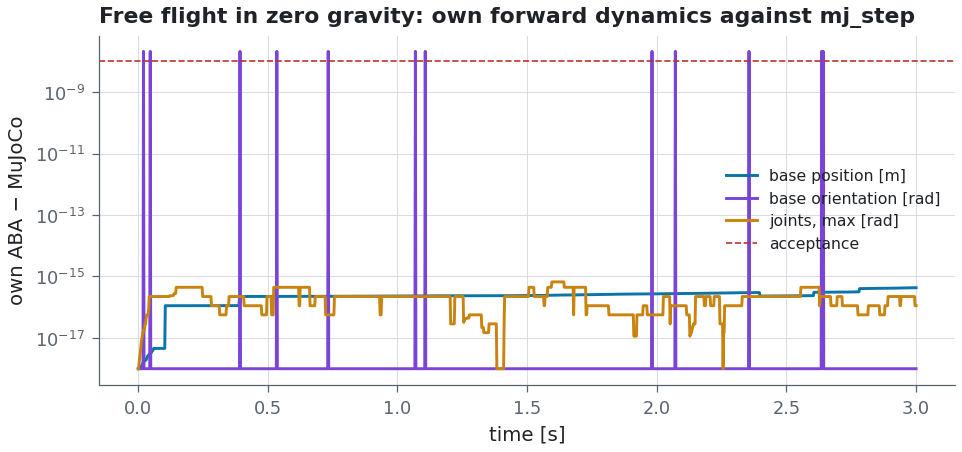 Free flight in zero gravity: own forward dynamics against mj_step
own ABA − MuJoCo
10⁻⁹
10⁻¹¹
10⁻¹³
10⁻¹⁵
10⁻¹⁷
base position [m]
base orientation [rad]
joints, max [rad]
acceptance
0.0 0.5 1.0 1.5 2.0 2.5 3.0
time [s]